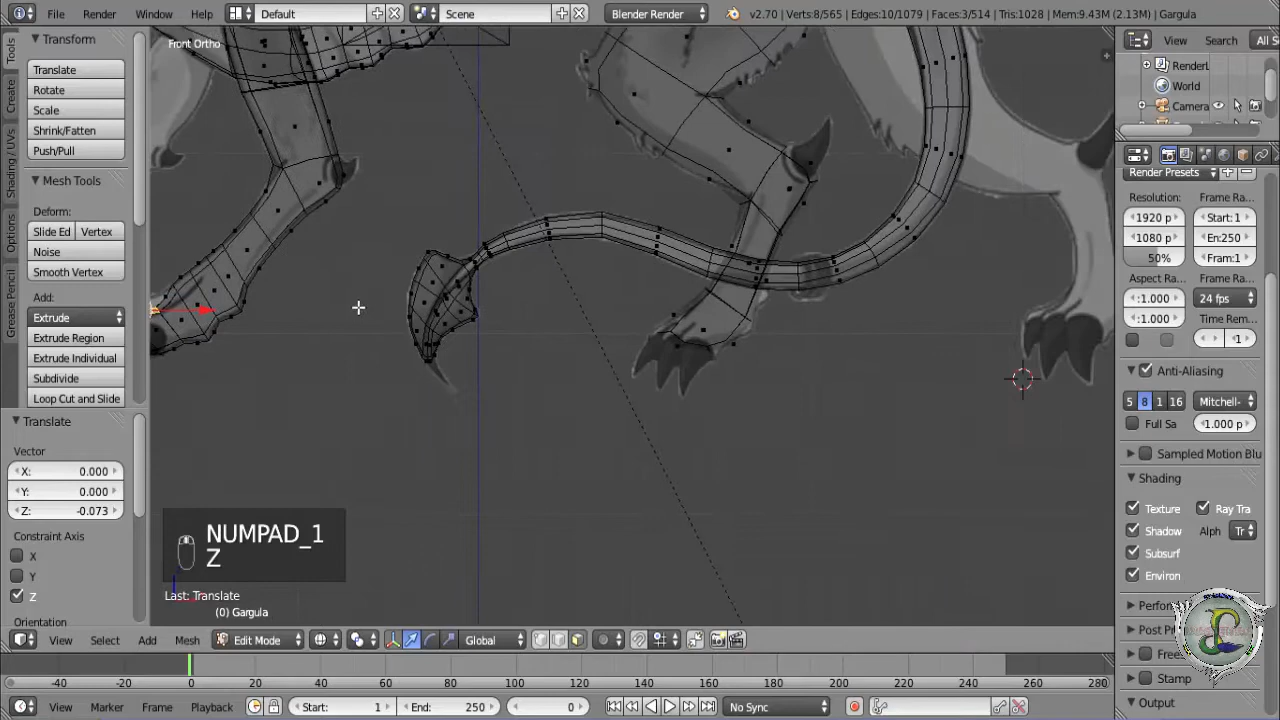 File Render Window Help Default Scene Blender Render v2.70 | Verts:8/565 | Edges:10/1079 | Faces:3/514 | Tris:1028 | Mem:9.43M (2.13M) | Gargula
Tools
Create
Shading / UVs
Options
Grease Pencil
Transform
Translate
Rotate
Scale
Shrink/Fatten
Push/Pull
Mesh Tools
Deform:
Slide Ed Vertex
Noise
Smooth Vertex
Add:
Extrude
Extrude Region
Extrude Individual
Subdivide
Loop Cut and Slide
Translate
Vector
X: 0.000
Y: 0.000
Z: -0.073
Constraint Axis
X
Y
Z
Orientation
Front Ortho
NUMPAD_1
Z
Last: Translate
(0) Gargula
View Search All S
RenderL
World
Camera
Render Presets
Resolution: Frame Ra...
1920 p Start: 1
1080 p En:250
50% Fram:1
Aspect Ra Frame Ra
:1.000 24 fps
:1.000 Time Rem
1
Anti-Aliasing
5 8 1 16 Mitchell-
Full Sa 1.000 p
Sampled Motion Blu
Shading
Texture Ray Tra
Shadow Alph Tr
Subsurf
Environ
Perfor
Post Pr
Frees
Stamp
Output
View Select Add Mesh Edit Mode Global
-40 -20 0 20 40 60 80 100 120 140 160 180 200 220 240 260 280
View Marker Frame Playback Start: 1 End: 250 0 No Sync